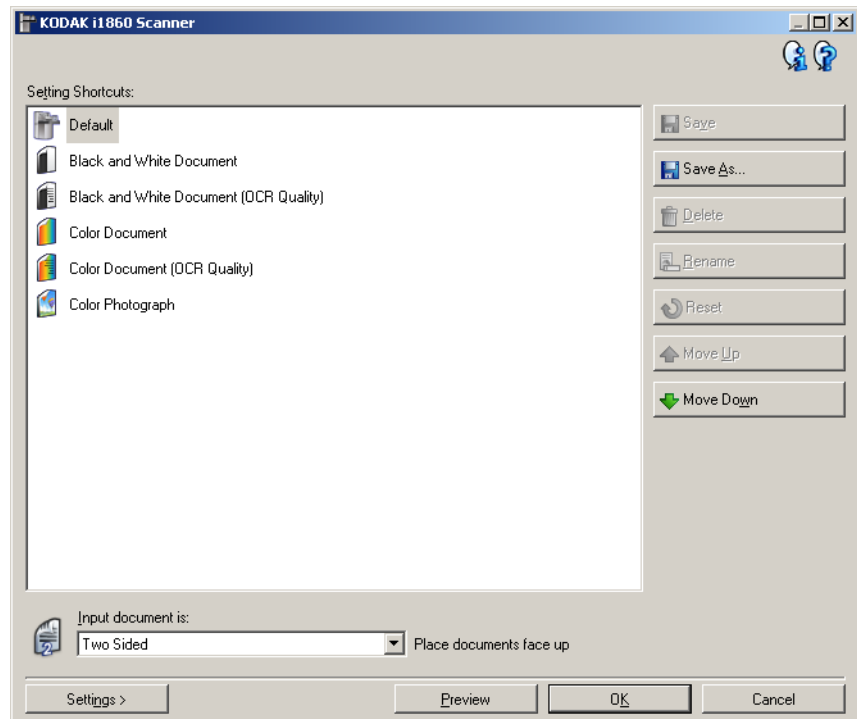 KODAK i1860 Scanner
Setting Shortcuts:
Default
Black and White Document
Black and White Document (OCR Quality)
Color Document
Color Document (OCR Quality)
Color Photograph
Save
Save As...
Delete
Rename
Reset
Move Up
Move Down
Input document is:
2
Two Sided
Place documents face up
Settings >
Preview
OK
Cancel